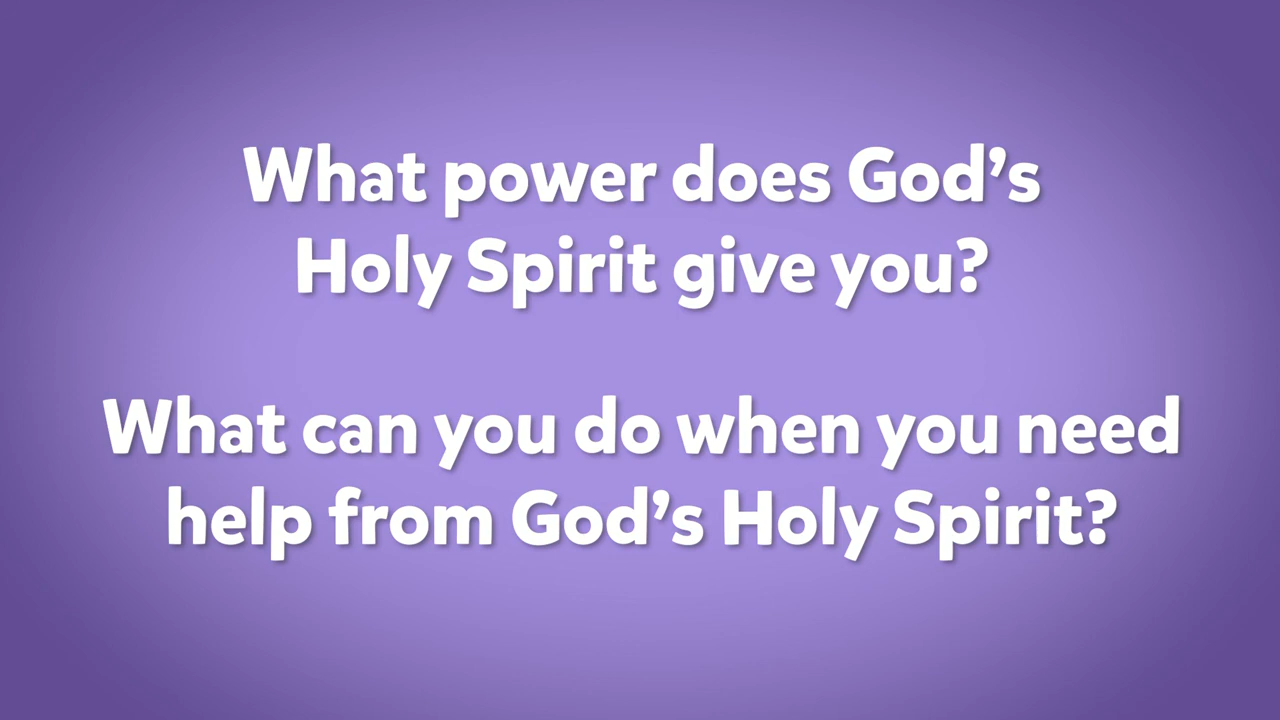 What power does God’s
Holy Spirit give you?
What can you do when you need
help from God’s Holy Spirit?